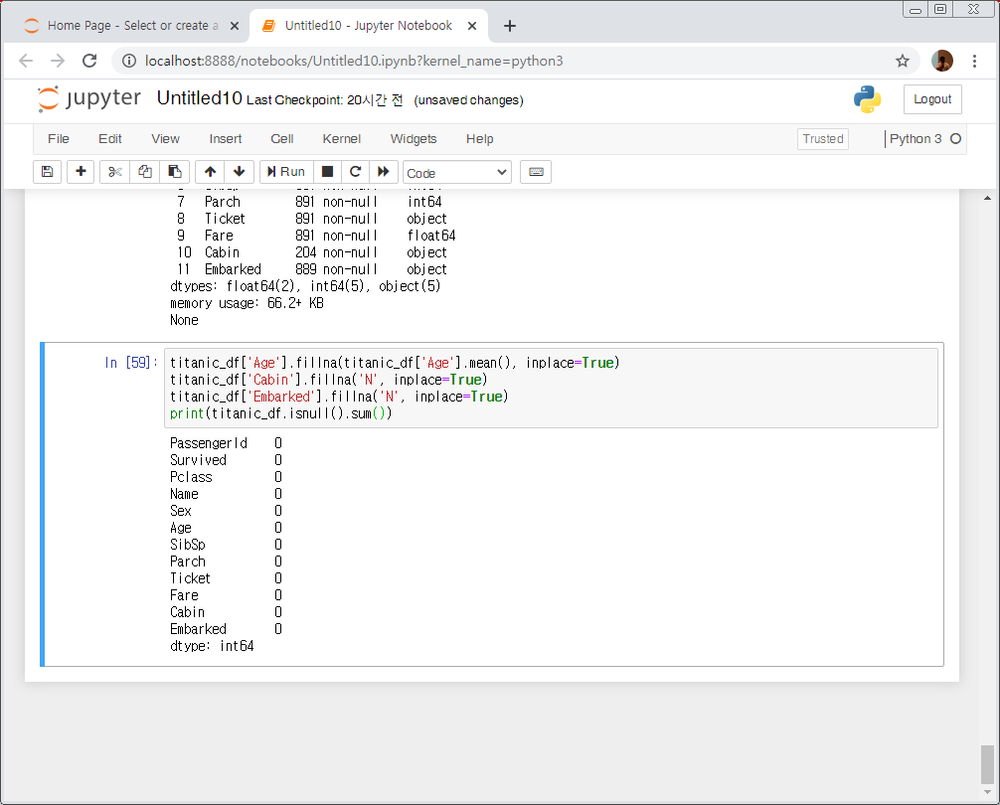 Home Page - Select or create a
Untitled10 - Jupyter Notebook
localhost:8888/notebooks/Untitled10.ipynb?kernel_name=python3
jupyter Untitled10 Last Checkpoint: 20시간 전 (unsaved changes)
Logout
File Edit View Insert Cell Kernel Widgets Help
Trusted
Python 3
Run
Code
7 Parch 891 non-null int64
8 Ticket 891 non-null object
9 Fare 891 non-null float64
10 Cabin 204 non-null object
11 Embarked 889 non-null object
dtypes: float64(2), int64(5), object(5)
memory usage: 66.2+ KB
None
In [59]: titanic_df['Age'].fillna(titanic_df['Age'].mean(), inplace=True)
titanic_df['Cabin'].fillna('N', inplace=True)
titanic_df['Embarked'].fillna('N', inplace=True)
print(titanic_df.isnull().sum())
PassengerId 0
Survived 0
Pclass 0
Name 0
Sex 0
Age 0
SibSp 0
Parch 0
Ticket 0
Fare 0
Cabin 0
Embarked 0
dtype: int64